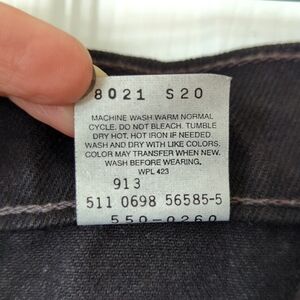 8021 S20
MACHINE WASH WARM NORMAL
CYCLE. DO NOT BLEACH. TUMBLE
DRY HOT. HOT IRON IF NEEDED
WASH AND DRY WITH LIKE COLORS.
COLOR MAY TRANSFER WHEN NEW.
WASH BEFORE WEARING.
WPL 423
913
511 0698 56585-5
550-0260